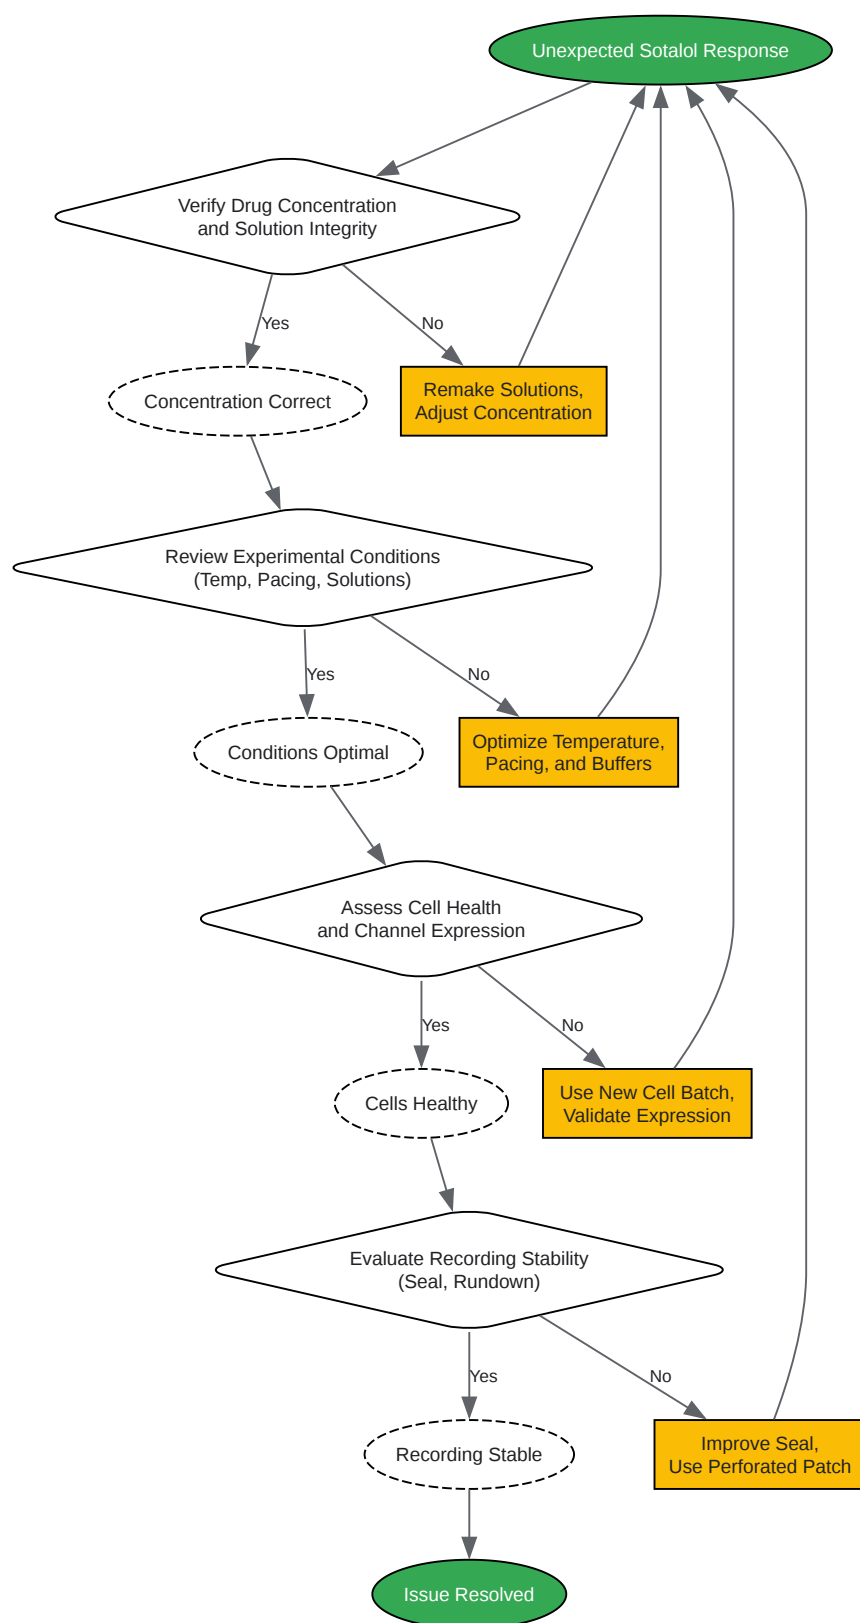 Unexpected Sotalol Response
Verify Drug Concentration
and Solution Integrity
Yes
No
Concentration Correct
Remake Solutions,
Adjust Concentration
Review Experimental Conditions
(Temp, Pacing, Solutions)
Yes
No
Conditions Optimal
Optimize Temperature,
Pacing, and Buffers
Assess Cell Health
and Channel Expression
Yes
No
Cells Healthy
Use New Cell Batch,
Validate Expression
Evaluate Recording Stability
(Seal, Rundown)
Yes
No
Recording Stable
Improve Seal,
Use Perforated Patch
Issue Resolved